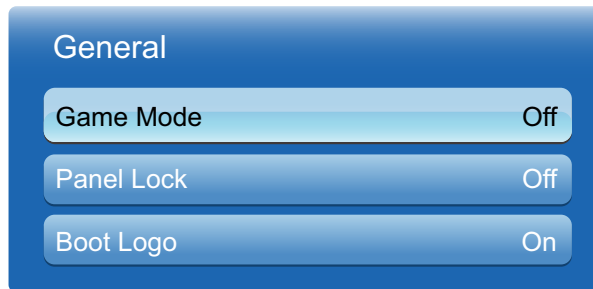 General
Game Mode Off
Panel Lock Off
Boot Logo On